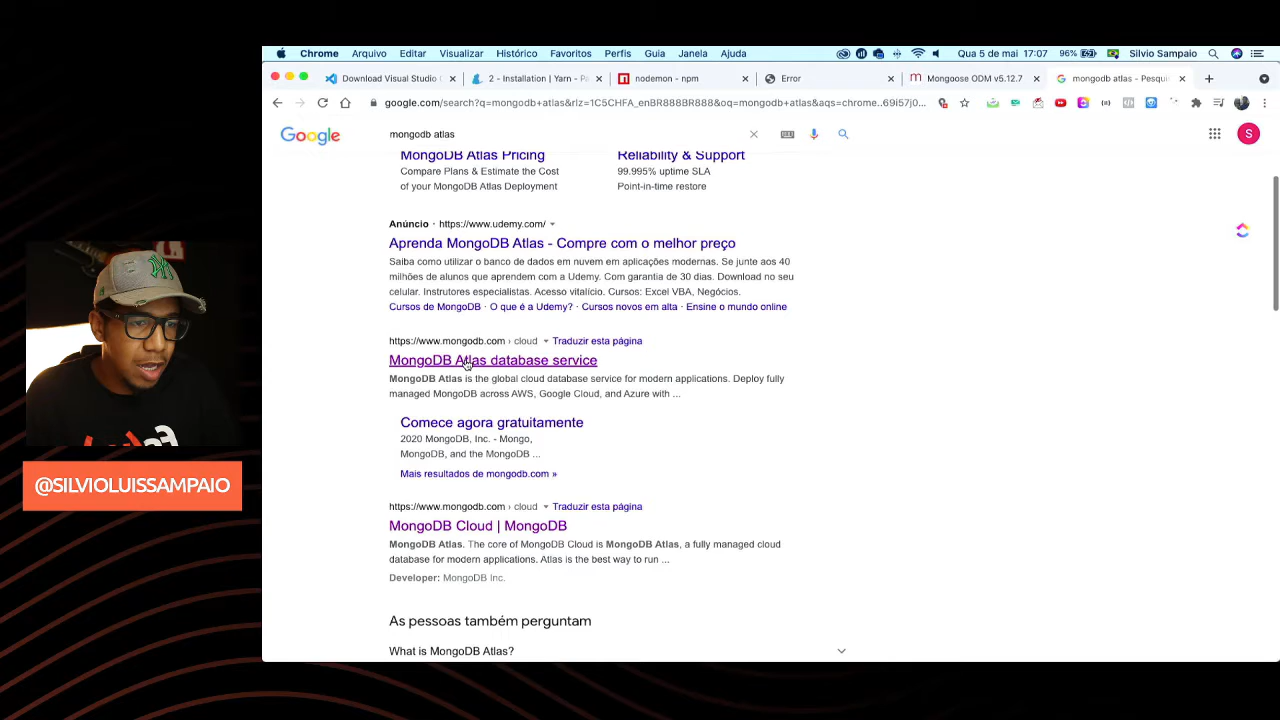 Chrome Arquivo Editar Visualizar Histórico Favoritos Perfis Guia Janela Ajuda Qua 5 de mai 17:07 96% Silvio Sampaio
Download Visual Studio
2 - Installation | Yarn - Pa
nodemon - npm
Error
Mongoose ODM v5.12.7
mongodb atlas - Pesqui
google.com/search?q=mongodb+atlas&rlz=1C5CHFA_enBR888BR888&oq=mongodb+atlas&aqs=chrome..69i57j0...
Google
mongodb atlas
S
MongoDB Atlas Pricing
Compare Plans & Estimate the Cost
of your MongoDB Atlas Deployment
Reliability & Support
99.995% uptime SLA
Point-in-time restore
Anúncio · https://www.udemy.com/
Aprenda MongoDB Atlas - Compre com o melhor preço
Saiba como utilizar o banco de dados em nuvem em aplicações modernas. Se junte aos 40
milhões de alunos que aprendem com a Udemy. Com garantia de 30 dias. Download no seu
celular. Instrutores especialistas. Acesso vitalício. Cursos: Excel VBA, Negócios.
Cursos de MongoDB · O que é a Udemy? · Cursos novos em alta · Ensine o mundo online
https://www.mongodb.com › cloud Traduzir esta página
MongoDB Atlas database service
MongoDB Atlas is the global cloud database service for modern applications. Deploy fully
managed MongoDB across AWS, Google Cloud, and Azure with ...
Comece agora gratuitamente
2020 MongoDB, Inc. - Mongo,
MongoDB, and the MongoDB ...
Mais resultados de mongodb.com »
https://www.mongodb.com › cloud Traduzir esta página
MongoDB Cloud | MongoDB
MongoDB Atlas. The core of MongoDB Cloud is MongoDB Atlas, a fully managed cloud
database for modern applications. Atlas is the best way to run ...
Developer: MongoDB Inc.
As pessoas também perguntam
What is MongoDB Atlas?
@SILVIOLUISSAMPAIO